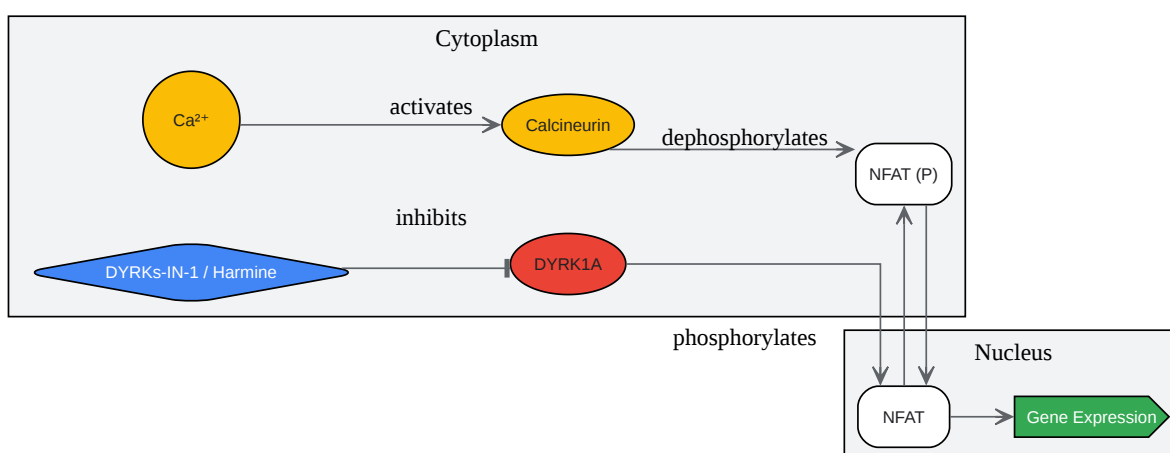 Cytoplasm
Ca²⁺
activates
Calcineurin
dephosphorylates
NFAT (P)
inhibits
DYRKs-IN-1 / Harmine
DYRK1A
phosphorylates
Nucleus
NFAT
Gene Expression